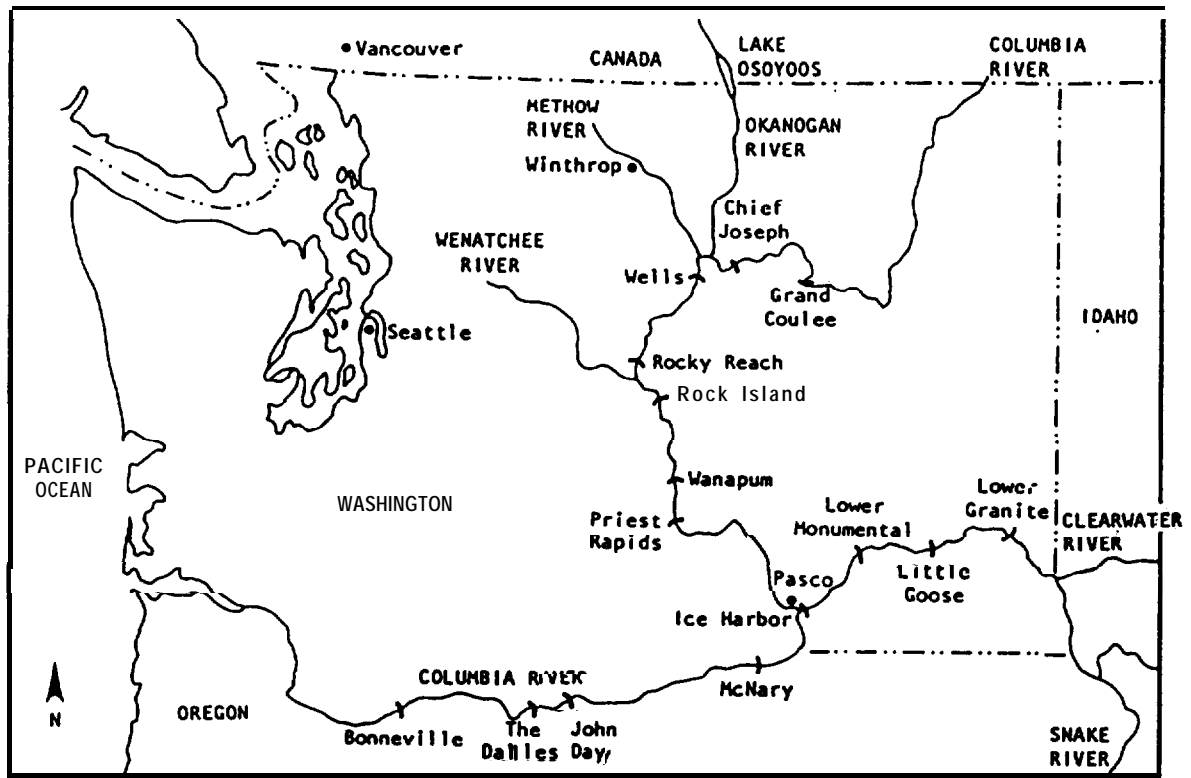 Vancouver
CANADA
LAKE
OSOYOOS
COLUMBIA
RIVER
METHOW
RIVER
OKANOGAN
RIVER
Winthrop
Chief
Joseph
WENATCHEE
RIVER
Wells
Grand
Coulee
IDAHO
Seattle
Rocky Reach
Rock Island
PACIFIC
OCEAN
WASHINGTON
Wanapum
Priest
Rapids
Lower
Monumental
Lower
Granite
CLEARWATER
RIVER
Little
Goose
Pasco
Ice Harbor
COLUMBIA RIVER
McNary
N
OREGON
Bonneville
The
Dalles
John
Day
SNAKE
RIVER